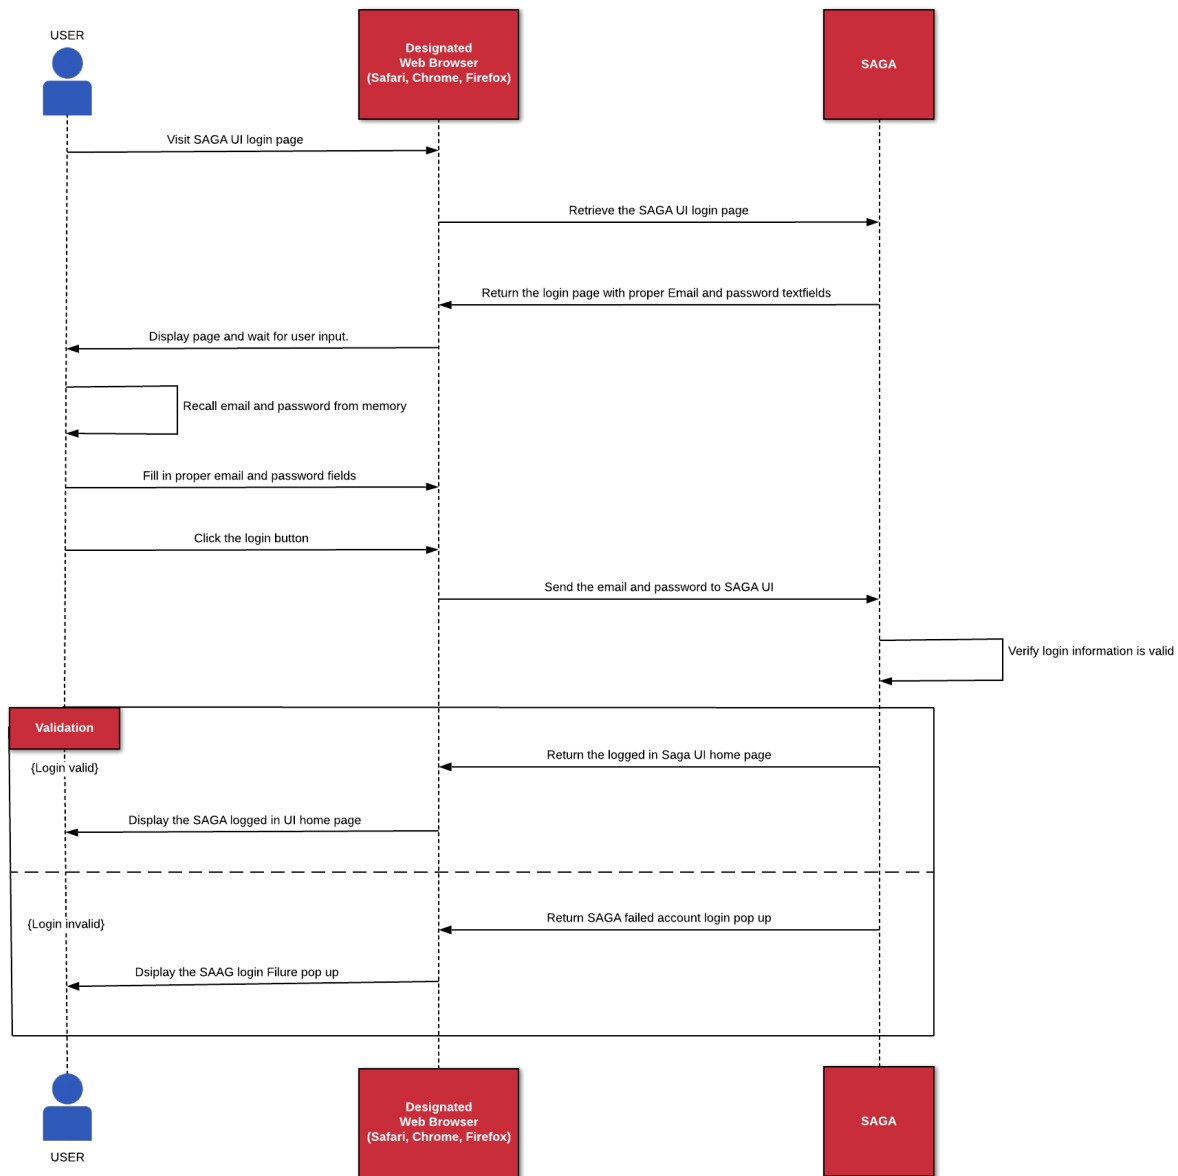 USER
Designated
Web Browser
(Safari, Chrome, Firefox)
SAGA
Visit SAGA UI login page
Retrieve the SAGA UI login page
Return the login page with proper Email and password textfields
Display page and wait for user input.
Recall email and password from memory
Fill in proper email and password fields
Click the login button
Send the email and password to SAGA UI
Verify login information is valid
Validation
Return the logged in Saga UI home page
{Login valid}
Display the SAGA logged in UI home page
Return SAGA failed account login pop up
{Login invalid}
Dsiplay the SAAG login Filure pop up
Designated
Web Browser
(Safari, Chrome, Firefox)
SAGA
USER